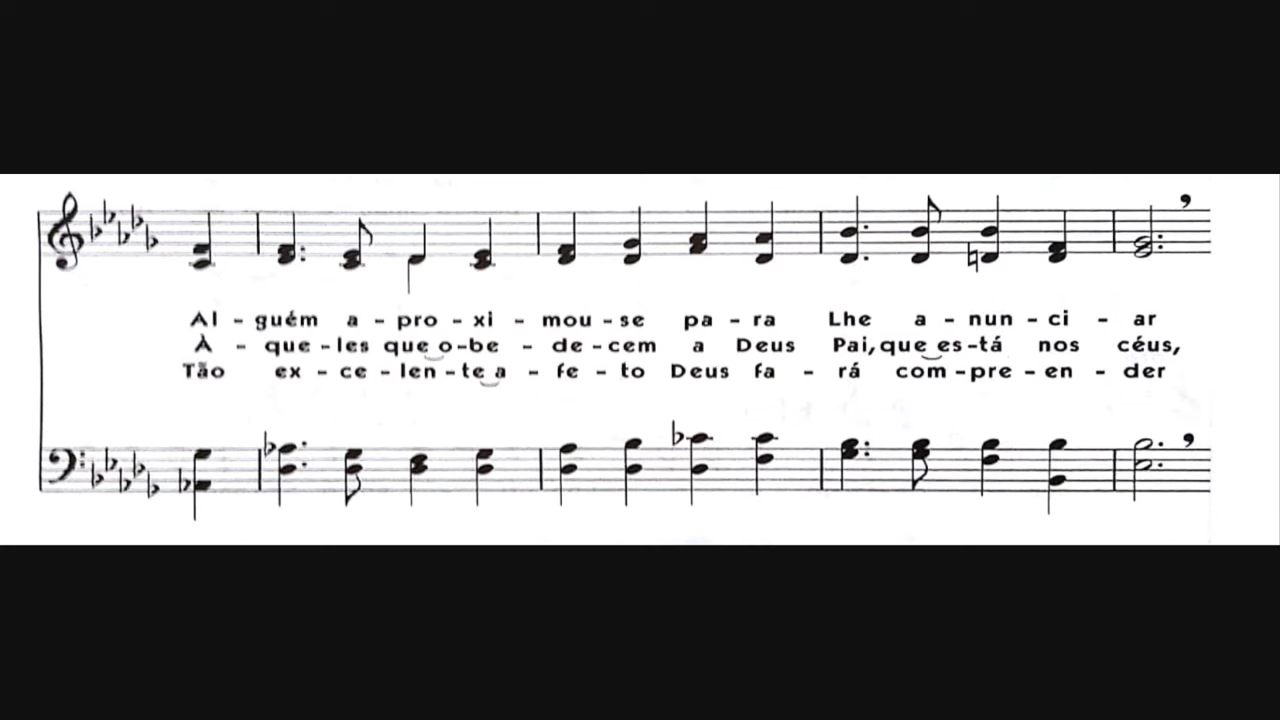 Al - guém a - pro - xi - mou - se pa - ra Lhe a - nun - ci - ar
À - que - les que o - be - de - cem a Deus Pai, que es - tá nos céus,
Tão ex - ce - len - te a - fe - to Deus fa - rá com - pre - en - der